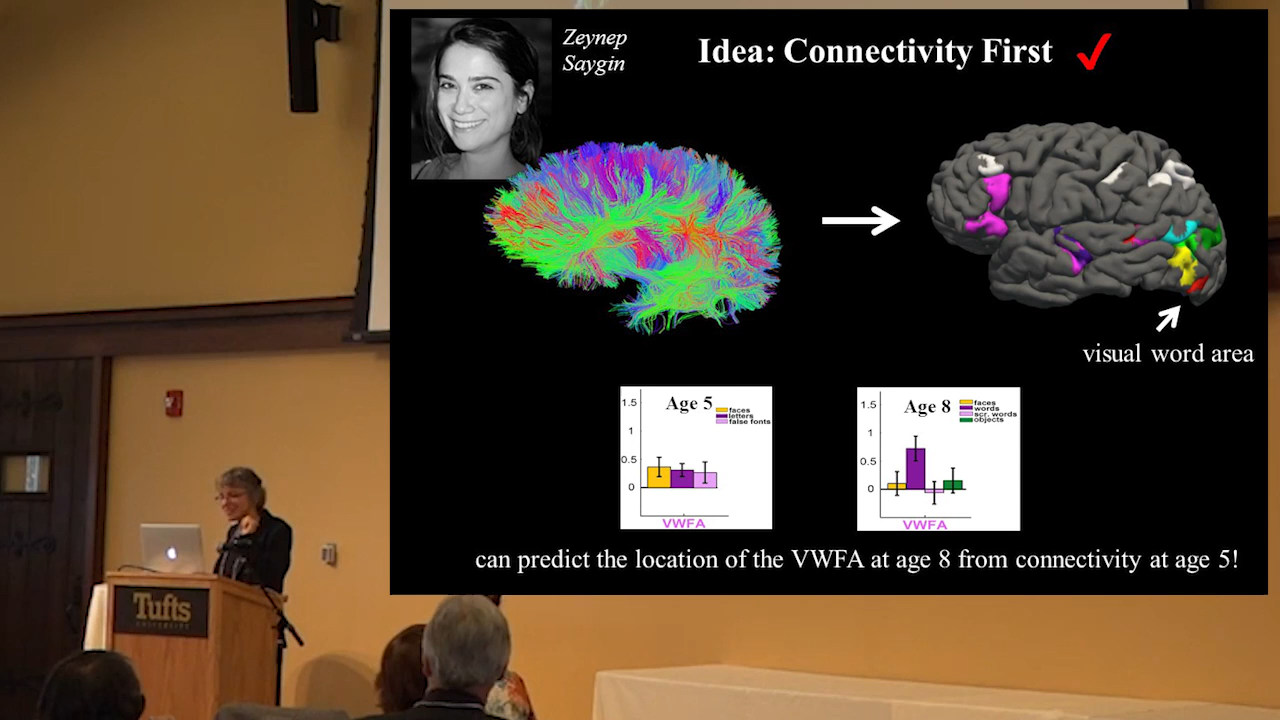 Zeynep
Saygin
Idea: Connectivity First
visual word area
1.5
1
0.5
0
Age 5
faces
letters
false fonts
VWFA
1.5
1
0.5
0
Age 8
faces
words
scr. words
objects
VWFA
can predict the location of the VWFA at age 8 from connectivity at age 5!
Tufts
UNIVERSITY